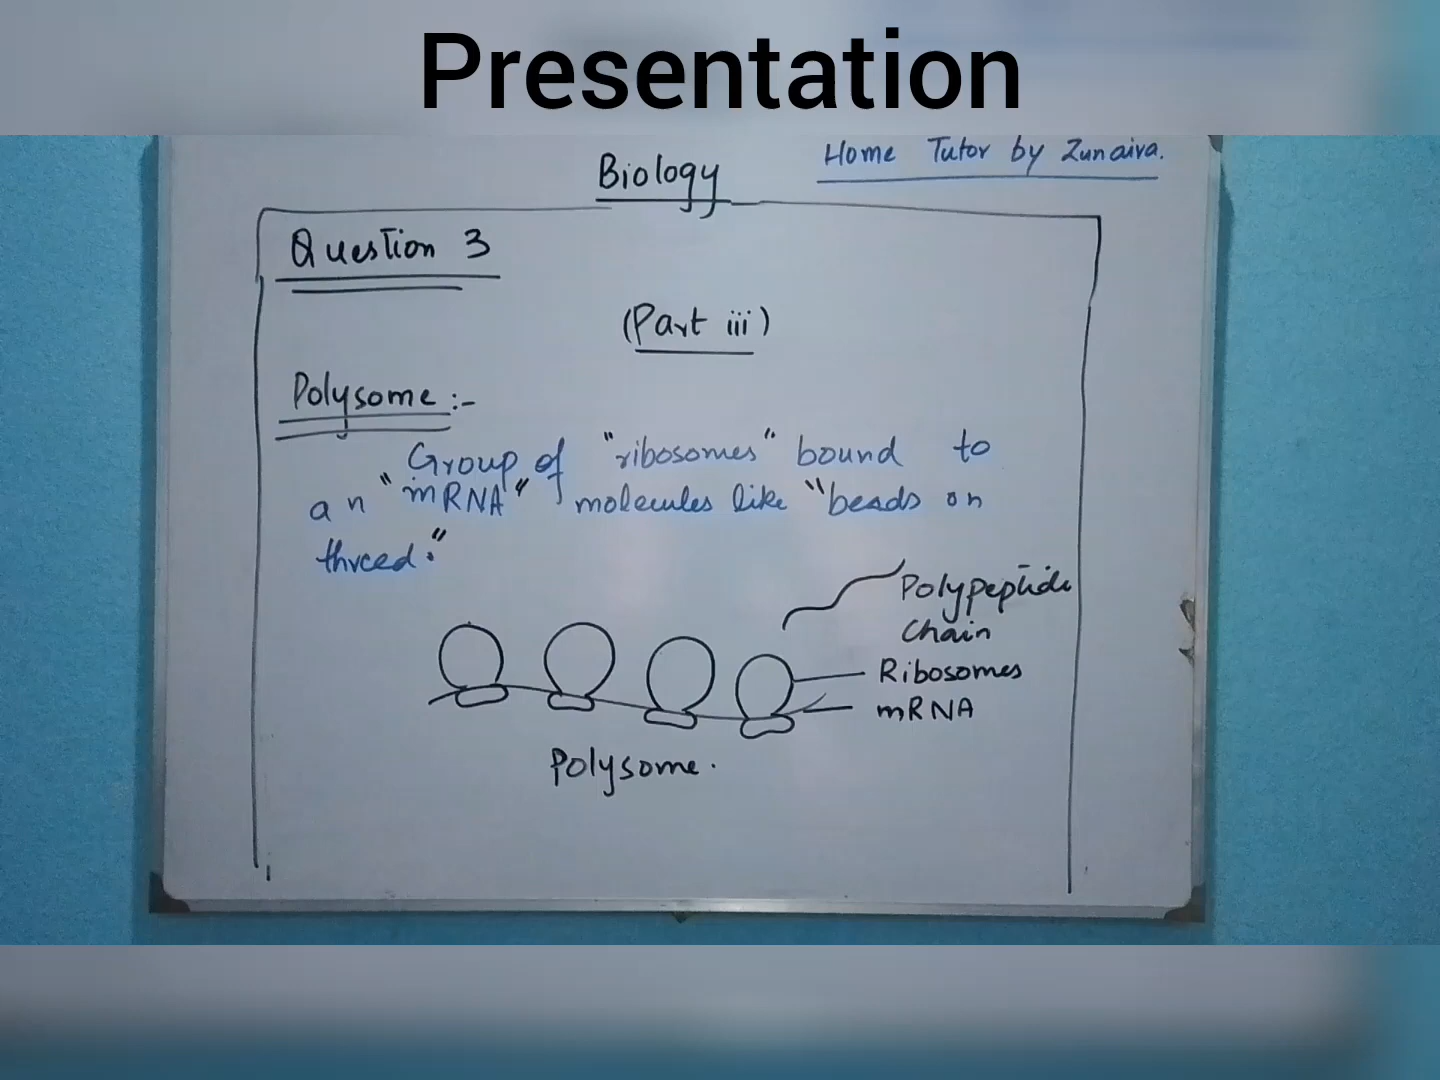 Presentation
Home Tutor by Zunaira.
Biology
Question 3
(Part iii)
Polysome :-
Group of "ribosomes" bound to
an "mRNA" molecules like "beads on
thread."
Polypeptide
Chain
Ribosomes
mRNA
Polysome.